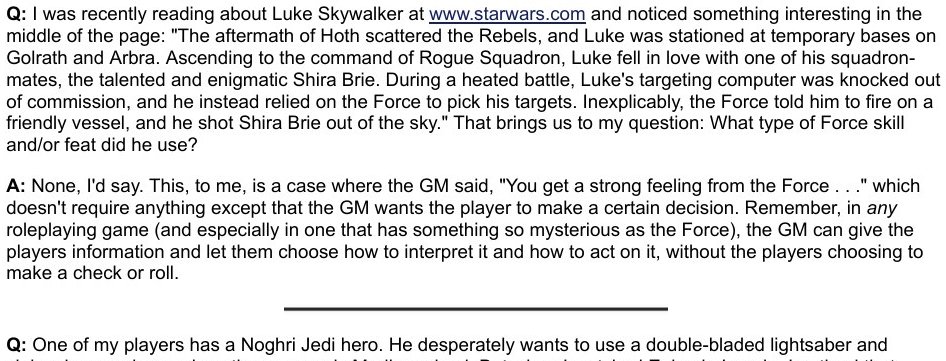 Q: I was recently reading about Luke Skywalker at www.starwars.com and noticed something interesting in the
middle of the page: "The aftermath of Hoth scattered the Rebels, and Luke was stationed at temporary bases on
Golrath and Arbra. Ascending to the command of Rogue Squadron, Luke fell in love with one of his squadron-
mates, the talented and enigmatic Shira Brie. During a heated battle, Luke's targeting computer was knocked out
of commission, and he instead relied on the Force to pick his targets. Inexplicably, the Force told him to fire on a
friendly vessel, and he shot Shira Brie out of the sky." That brings us to my question: What type of Force skill
and/or feat did he use?
A: None, I'd say. This, to me, is a case where the GM said, "You get a strong feeling from the Force . . ." which
doesn't require anything except that the GM wants the player to make a certain decision. Remember, in any
roleplaying game (and especially in one that has something so mysterious as the Force), the GM can give the
players information and let them choose how to interpret it and how to act on it, without the players choosing to
make a check or roll.
Q: One of my players has a Noghri Jedi hero. He desperately wants to use a double-bladed lightsaber and